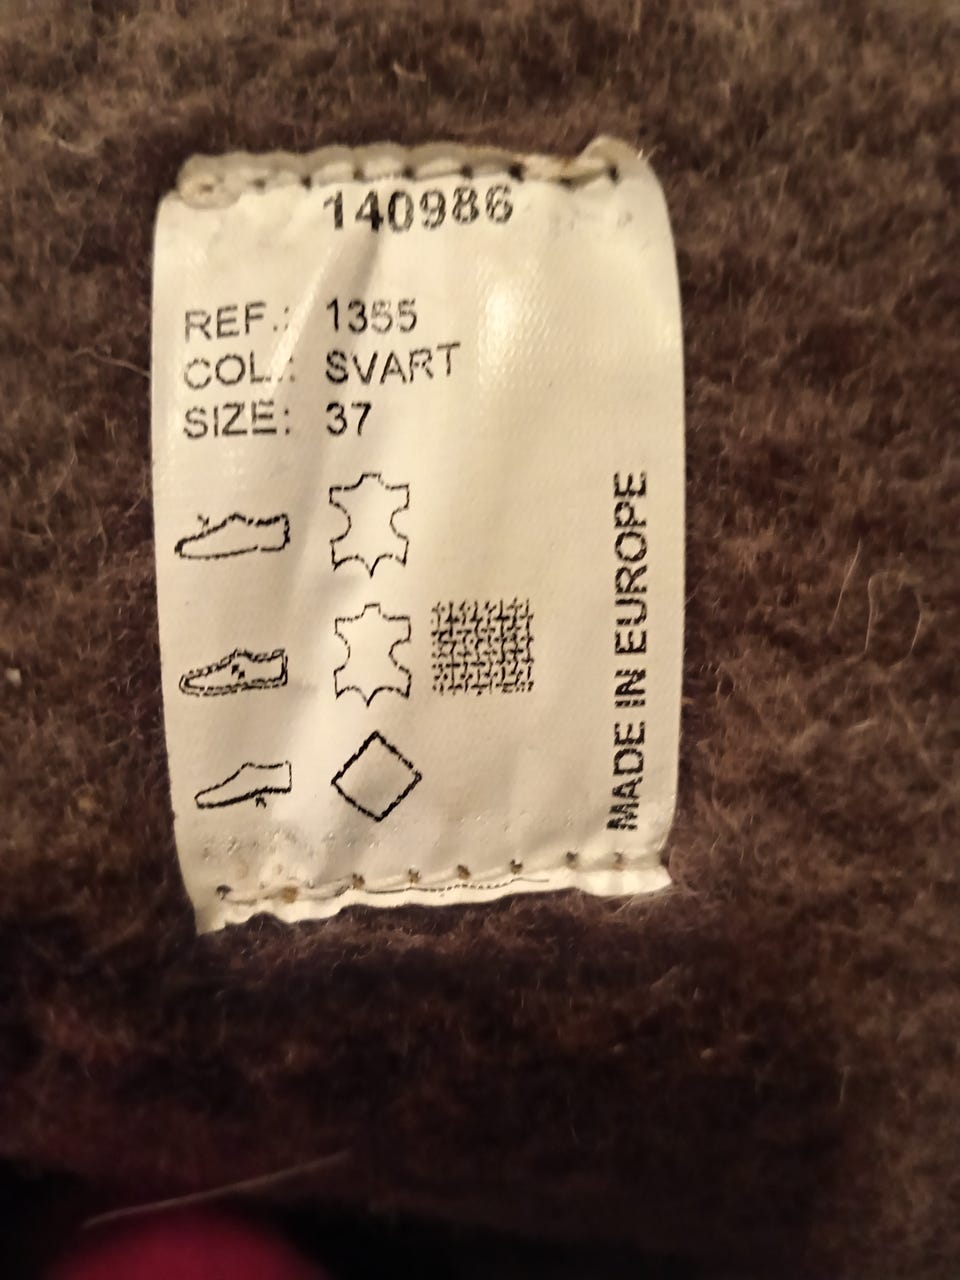 140986
REF.: 1355
COL.: SVART
SIZE: 37
MADE IN EUROPE